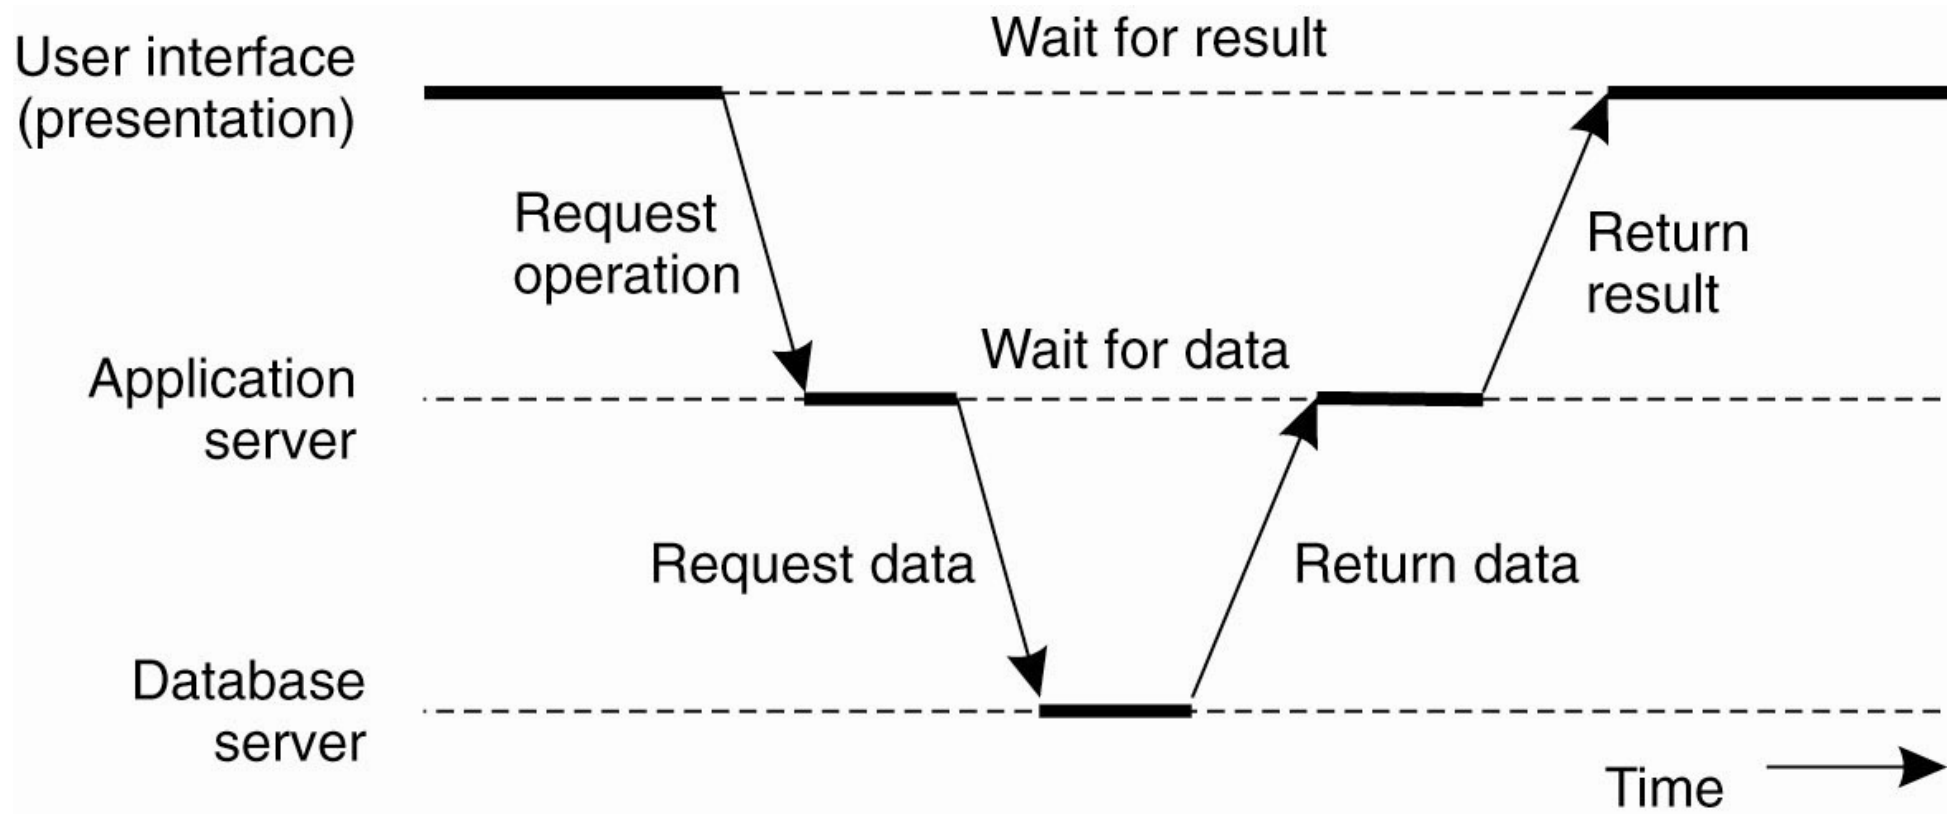 User interface
(presentation)
Wait for result
Request
operation
Return
result
Application
server
Wait for data
Request data
Return data
Database
server
Time